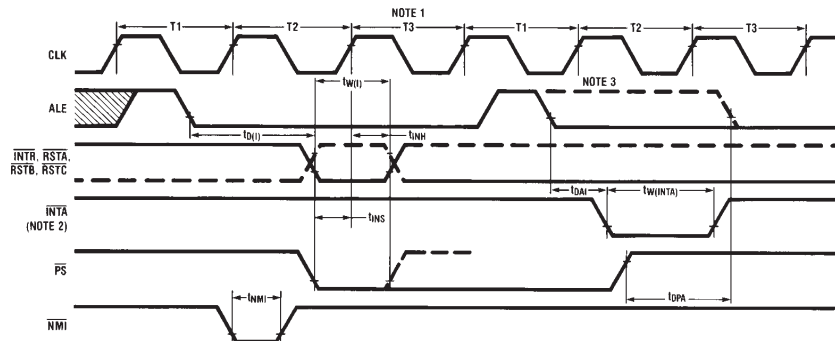 NOTE 1
T1 T2 T3 T1 T2 T3
CLK
tW(I)
NOTE 3
ALE
tD(I) tINH
INTR, RSTA,
RSTB, RSTC
tDAI tW(INTA)
INTA
(NOTE 2)
tINS
PS
tNMI tDPA
NMI